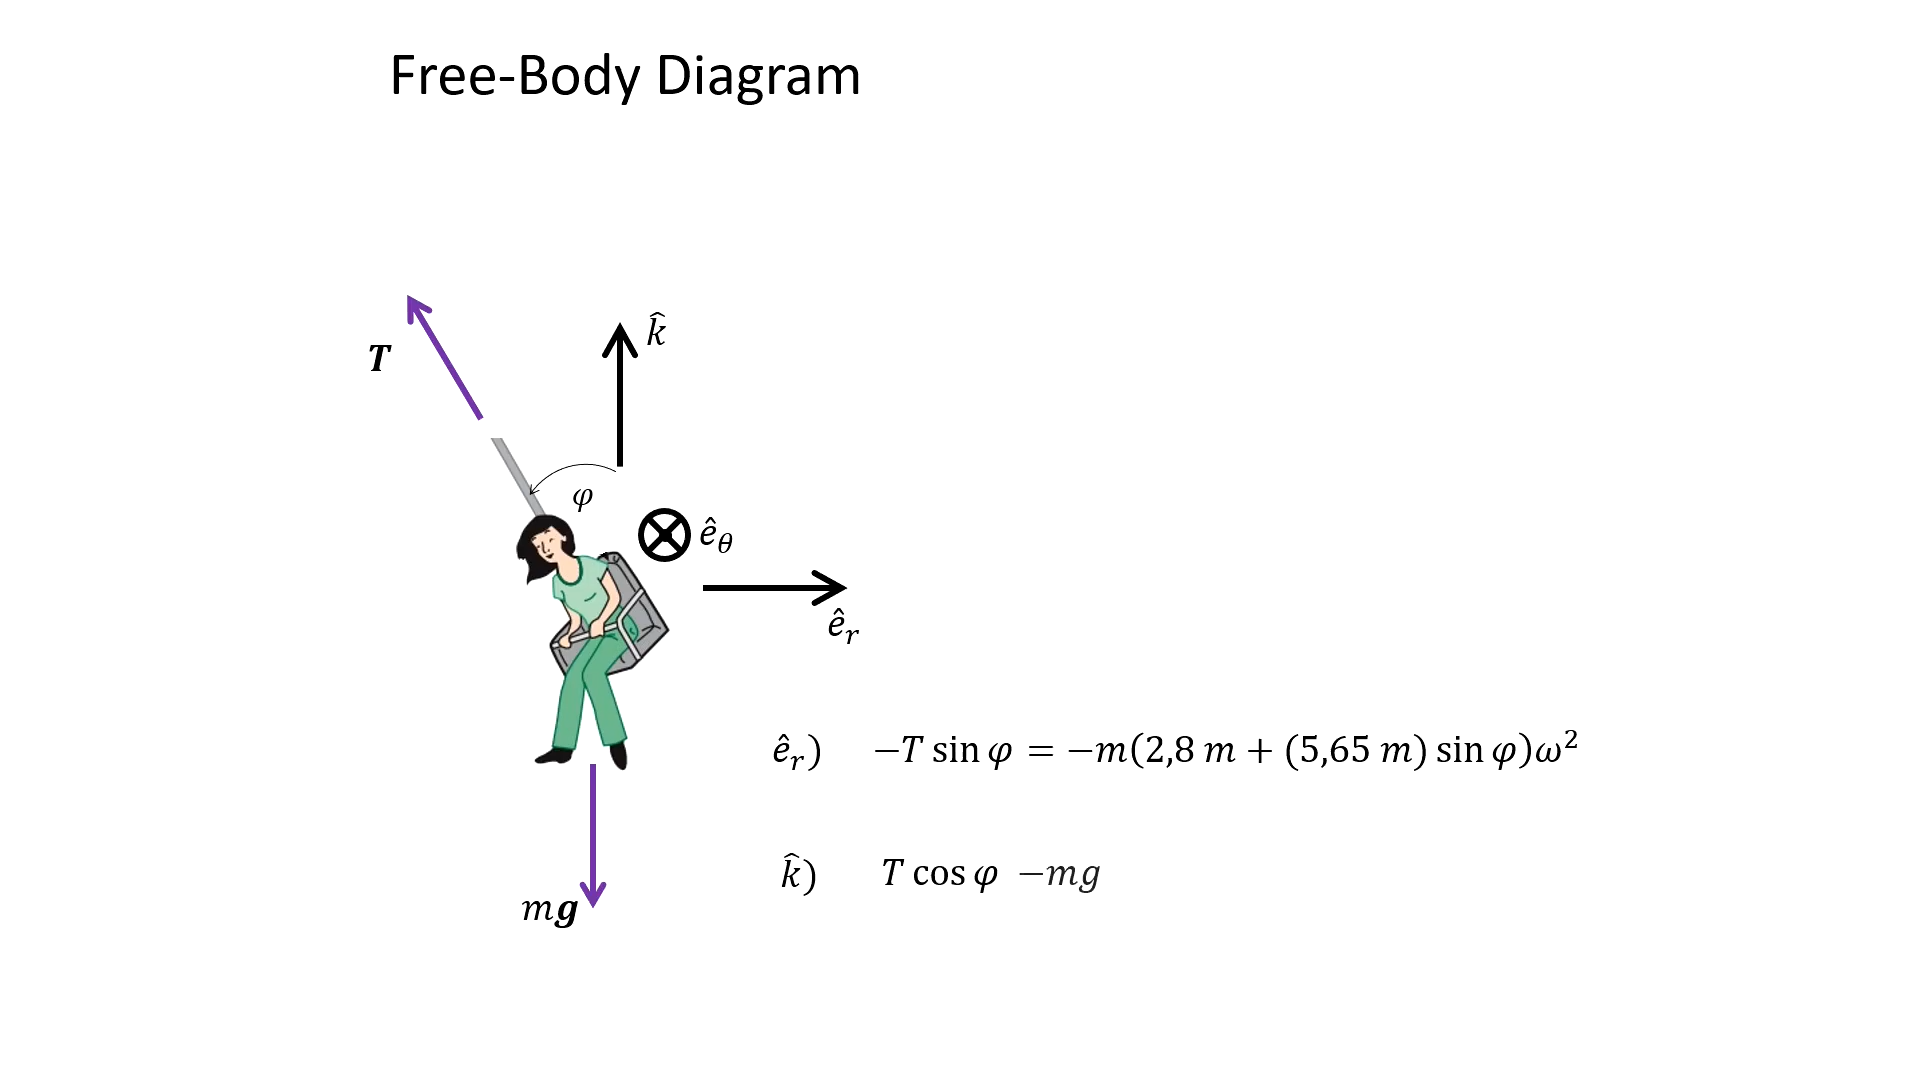 Free-Body Diagram
T
k̂
φ
ê_θ
ê_r
ê_r) −T sin φ = −m(2,8 m + (5,65 m) sin φ)ω²
k̂) T cos φ −mg
mg